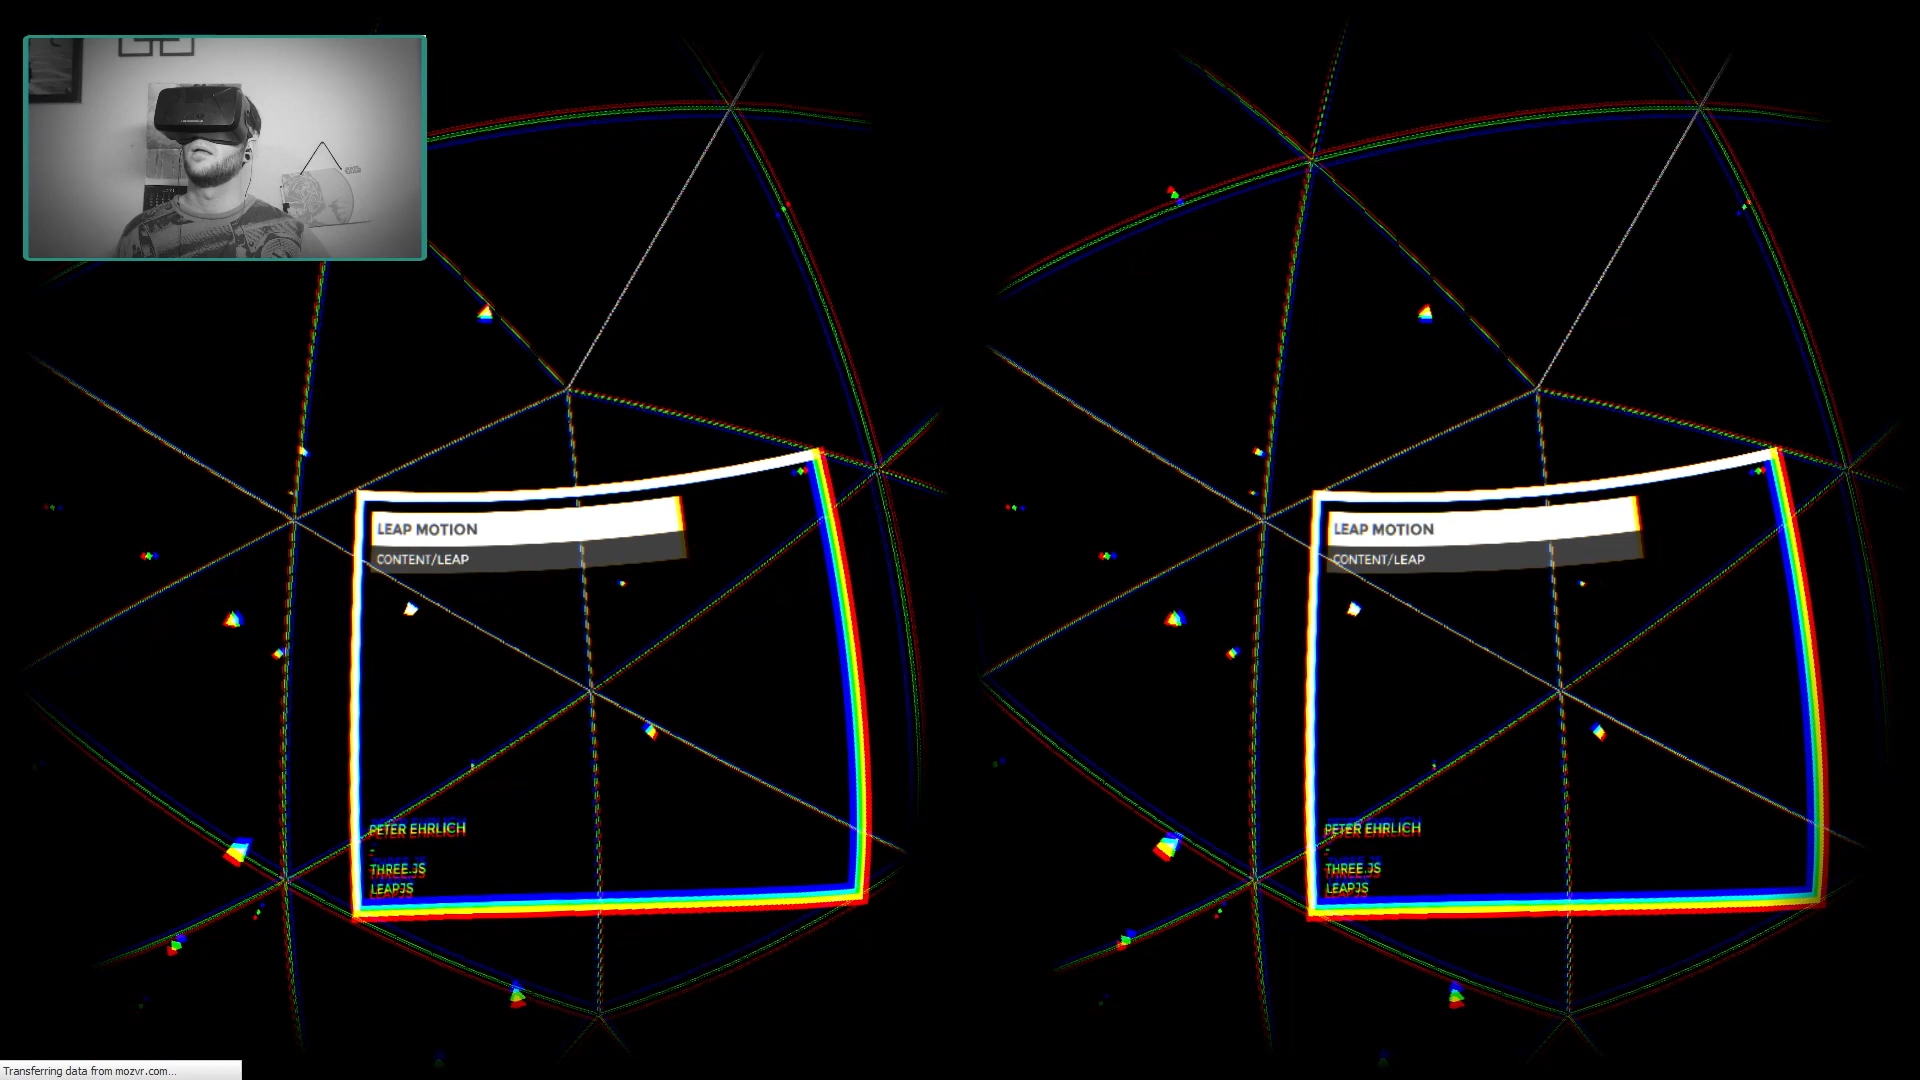 LEAP MOTION
CONTENT/LEAP
PETER EHRLICH
-
THREE.JS
LEAPJS
LEAP MOTION
CONTENT/LEAP
PETER EHRLICH
-
THREE.JS
LEAPJS
Transferring data from mozvr.com...